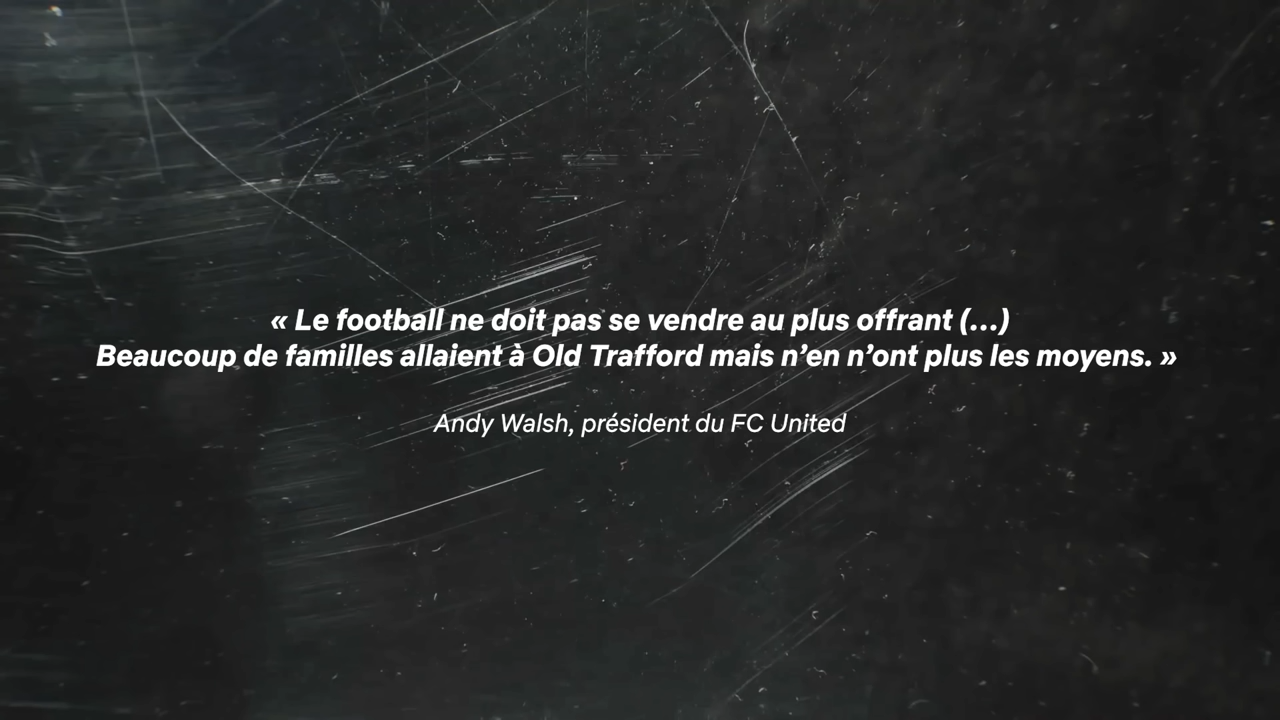 « Le football ne doit pas se vendre au plus offrant (...)
Beaucoup de familles allaient à Old Trafford mais n’en n’ont plus les moyens. »
Andy Walsh, président du FC United